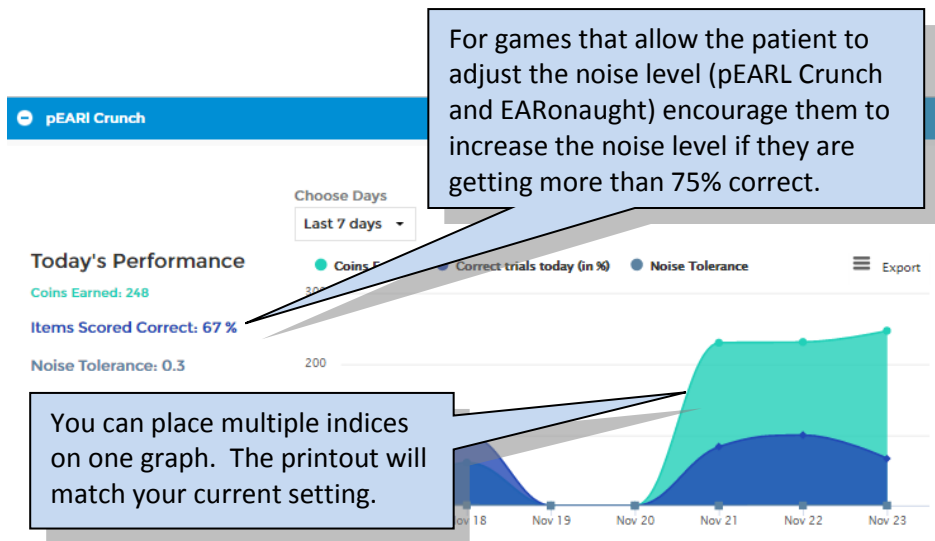 For games that allow the patient to
adjust the noise level (pEARL Crunch
and EARonaught) encourage them to
increase the noise level if they are
getting more than 75% correct.
pEARl Crunch
Choose Days
Last 7 days
Today's Performance
Coins Earned: 248
Items Scored Correct: 67 %
Noise Tolerance: 0.3
Coins E
Correct trials today (in %)
Noise Tolerance
Export
300
200
You can place multiple indices
on one graph. The printout will
match your current setting.
18 Nov 19 Nov 20 Nov 21 Nov 22 Nov 23